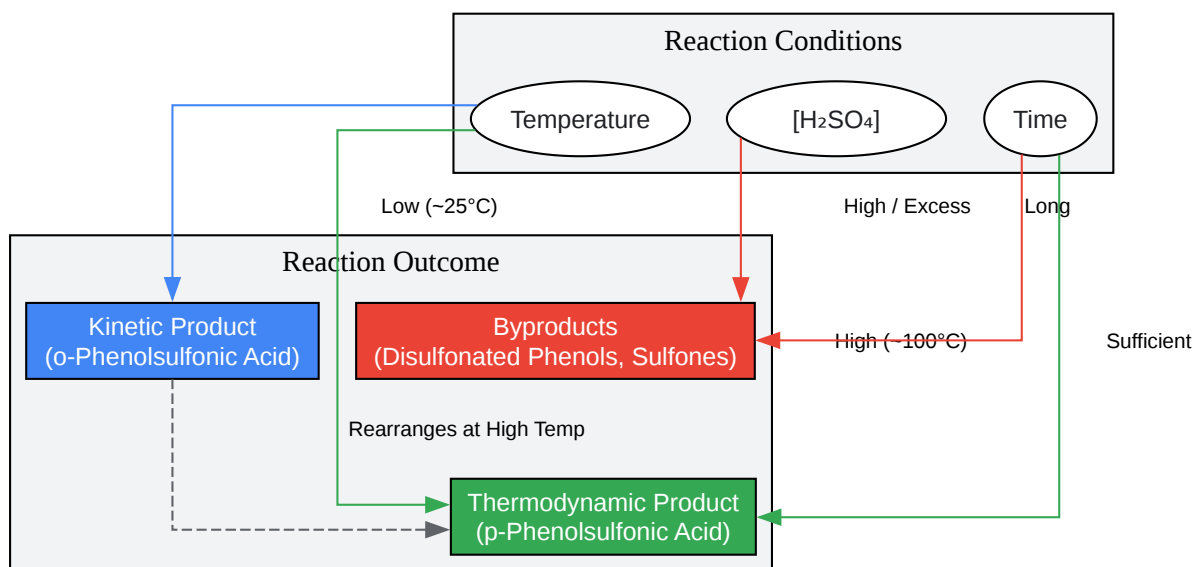 Reaction Conditions
Temperature
[H₂SO₄]
Time
Low (~25°C)
High / Excess
Long
Reaction Outcome
Kinetic Product
(o-Phenolsulfonic Acid)
Byproducts
(Disulfonated Phenols, Sulfones)
High (~100°C)
Sufficient
Rearranges at High Temp
Thermodynamic Product
(p-Phenolsulfonic Acid)